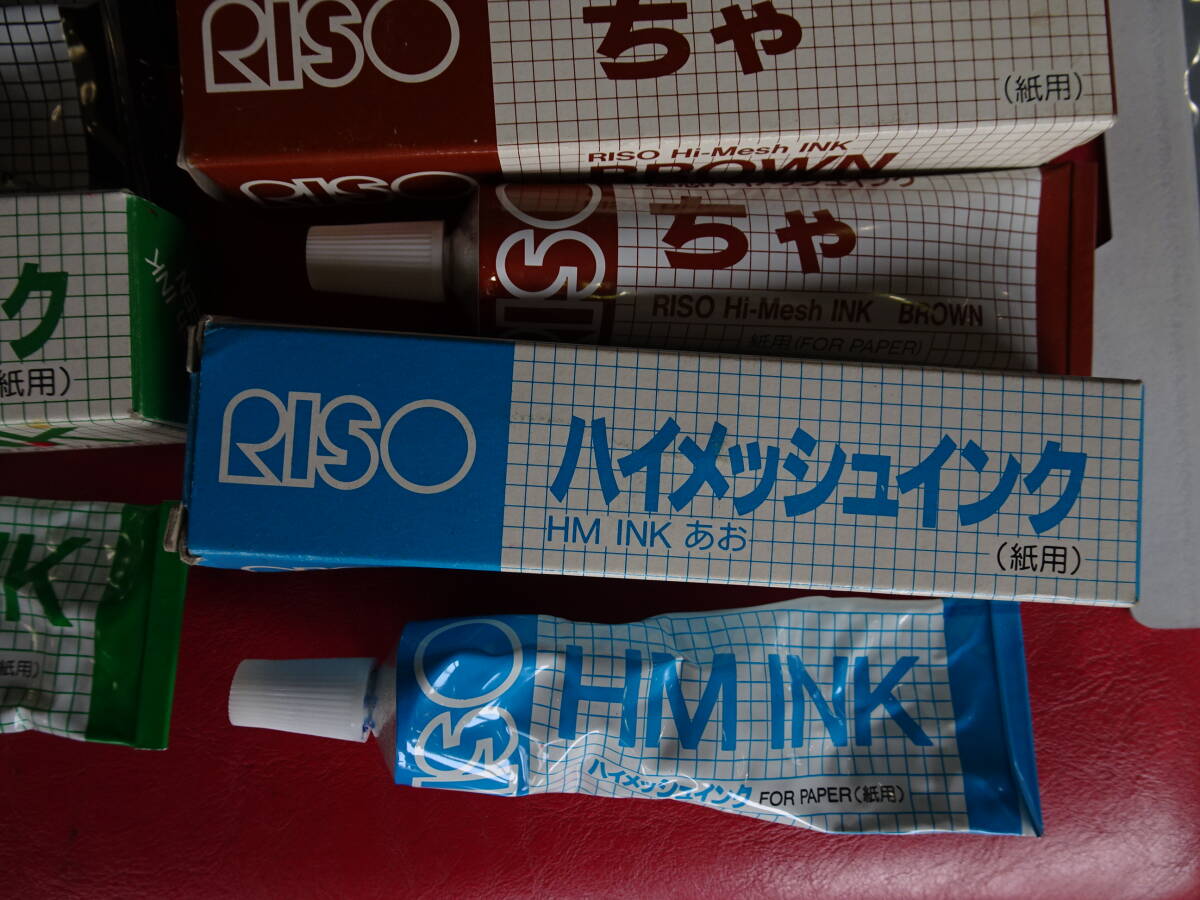 RISO
ちゃ
(紙用)
RISO Hi-Mesh INK
BROWN
RISO
ちゃ
RISO Hi-Mesh INK BROWN
紙用(FOR PAPER)
ク
紙用)
RISO
ハイメッシュインク
HM INK あお
(紙用)
NK
紙用)
RISO
HM INK
ハイメッシュインク FOR PAPER(紙用)